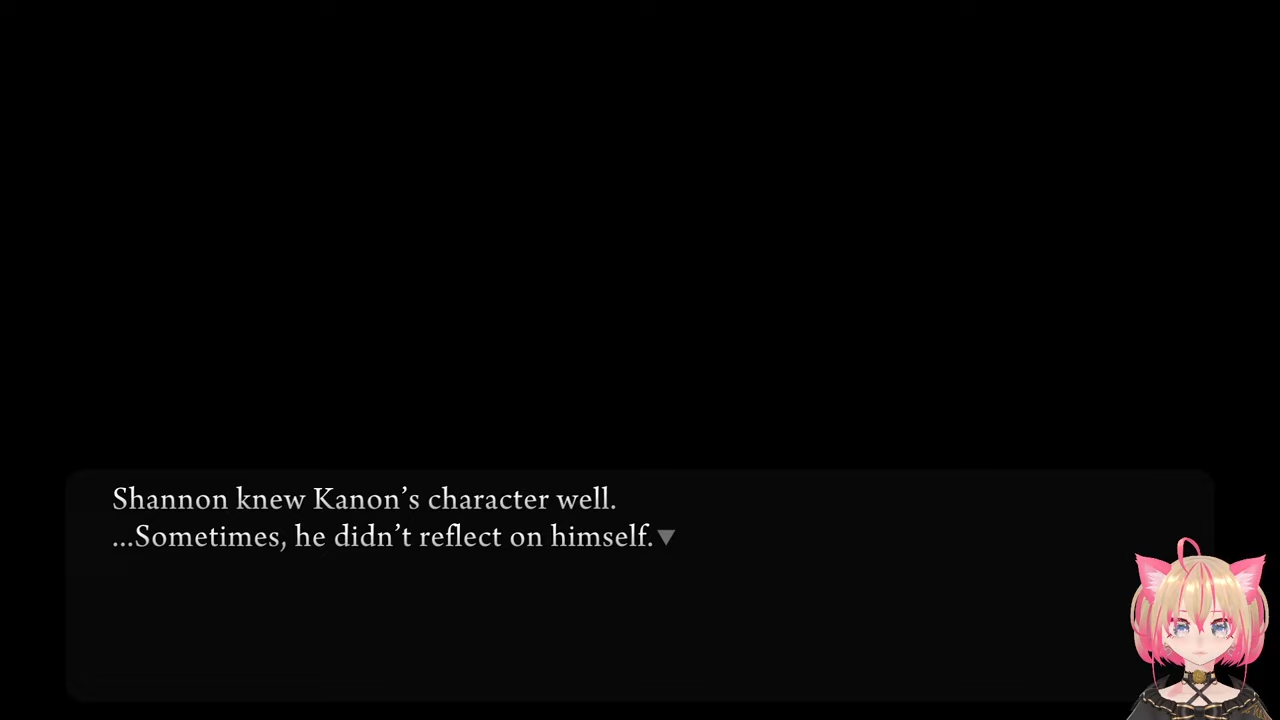 Shannon knew Kanon’s character well.
...Sometimes, he didn’t reflect on himself.